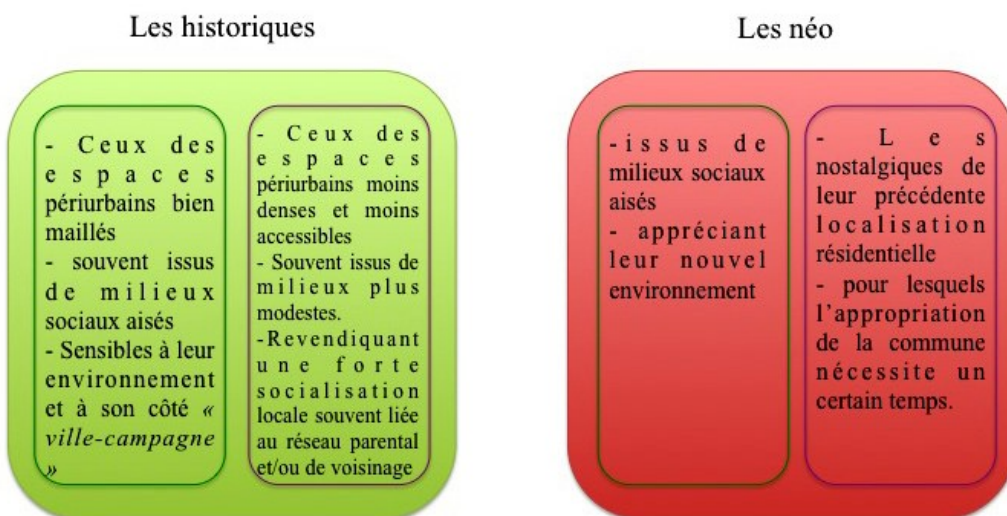 Les historiques
- Ceux des
espaces
périurbains bien
maillés
- souvent issus
de milieux
sociaux aisés
- Sensibles à leur
environnement
et à son côté «
ville-campagne
»
- Ceux des
espaces
périurbains moins
denses et moins
accessibles
- Souvent issus de
milieux plus
modestes.
-Revendiquant
une forte
socialisation
locale souvent liée
au réseau parental
et/ou de voisinage
Les néo
-issus de
milieux sociaux
aisés
- appréciant
leur nouvel
environnement
- Les
nostalgiques de
leur précédente
localisation
résidentielle
- pour lesquels
l’appropriation
de la commune
nécessite un
certain temps.